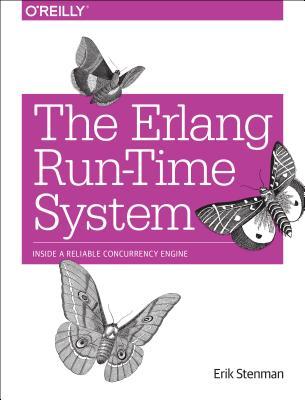 O'REILLY®
The Erlang
Run-Time
System
INSIDE A RELIABLE CONCURRENCY ENGINE
Erik Stenman